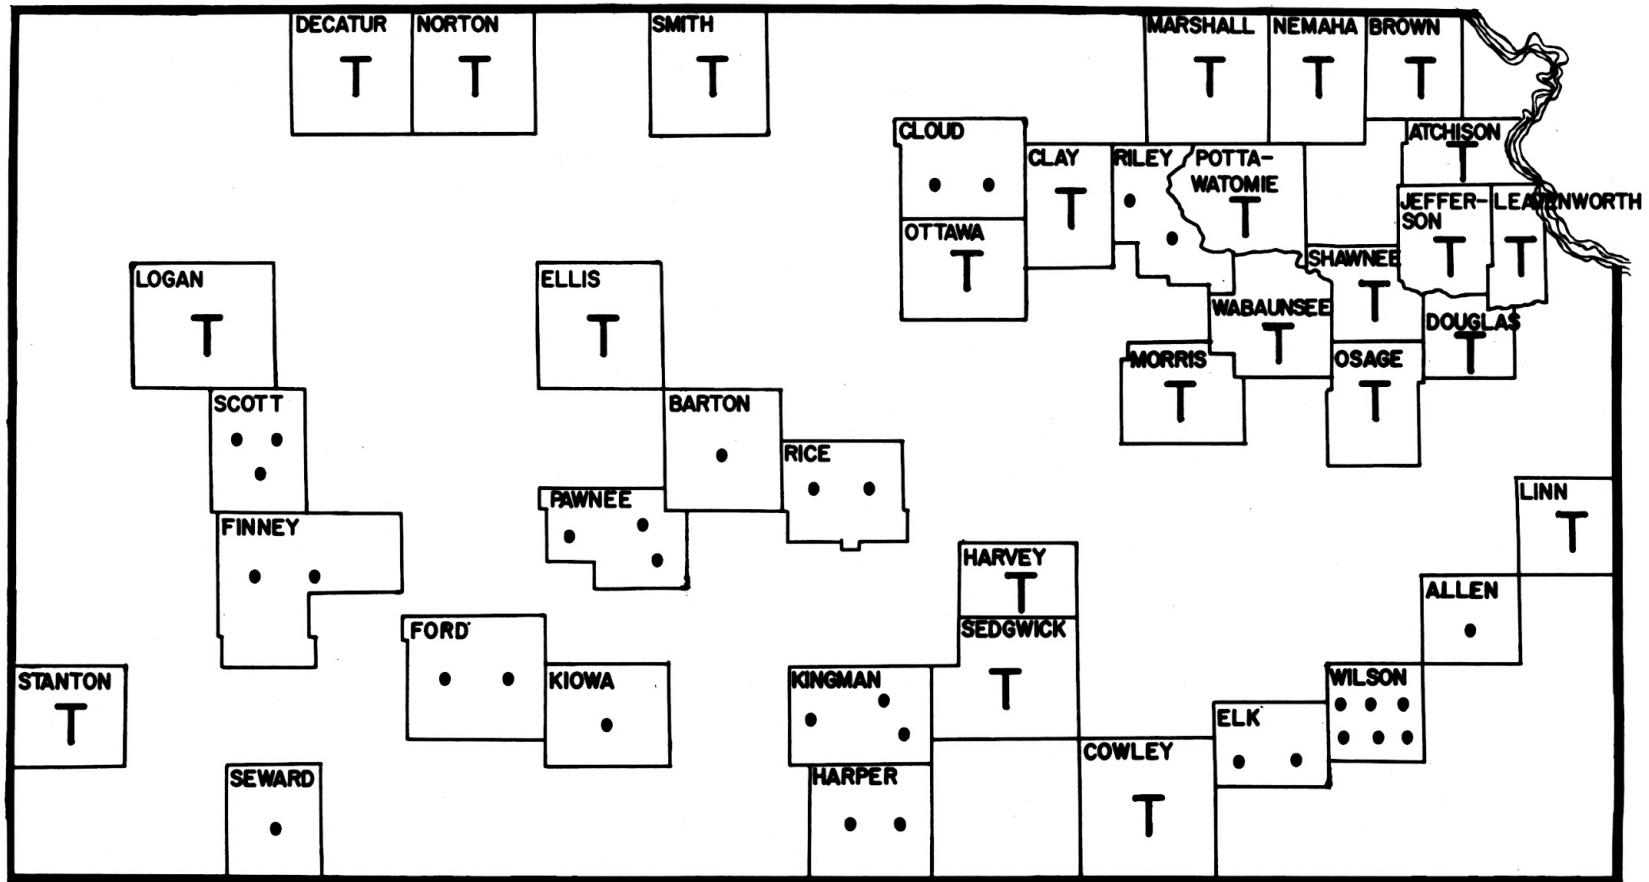 DECATUR
T
NORTON
T
SMITH
T
MARSHALL
T
NEMAHA
T
BROWN
T
CLOUD
CLAY
T
RILEY
POTTA-
WATOMIE
T
ATCHISON
T
OTTAWA
T
JEFFER-
SON
T
LEAVENWORTH
T
SHAWNEE
T
LOGAN
T
ELLIS
T
WABAUNSEE
T
DOUGLAS
T
MORRIS
T
OSAGE
T
SCOTT
BARTON
RICE
PAWNEE
FINNEY
LINN
T
HARVEY
T
ALLEN
FORD
SEDGWICK
T
STANTON
T
KIOWA
KINGMAN
WILSON
ELK
COWLEY
T
SEWARD
HARPER